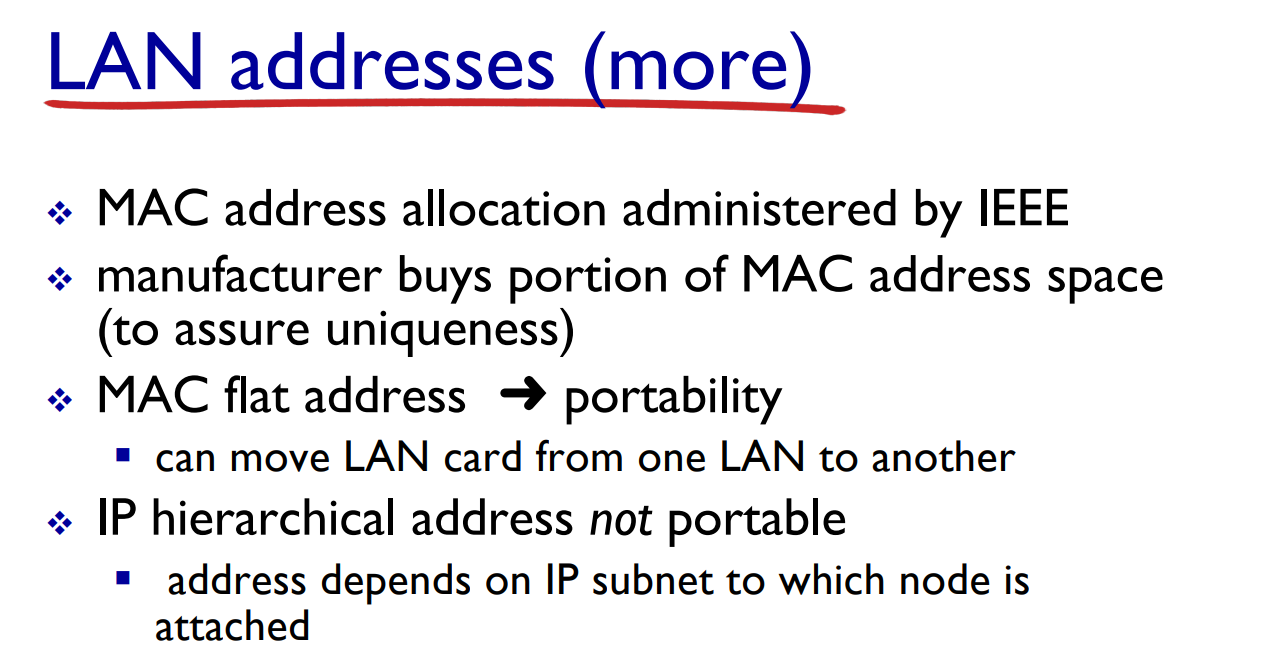 LAN addresses (more)
❖ MAC address allocation administered by IEEE
❖ manufacturer buys portion of MAC address space
(to assure uniqueness)
❖ MAC flat address ➜ portability
▪ can move LAN card from one LAN to another
❖ IP hierarchical address not portable
▪ address depends on IP subnet to which node is
attached